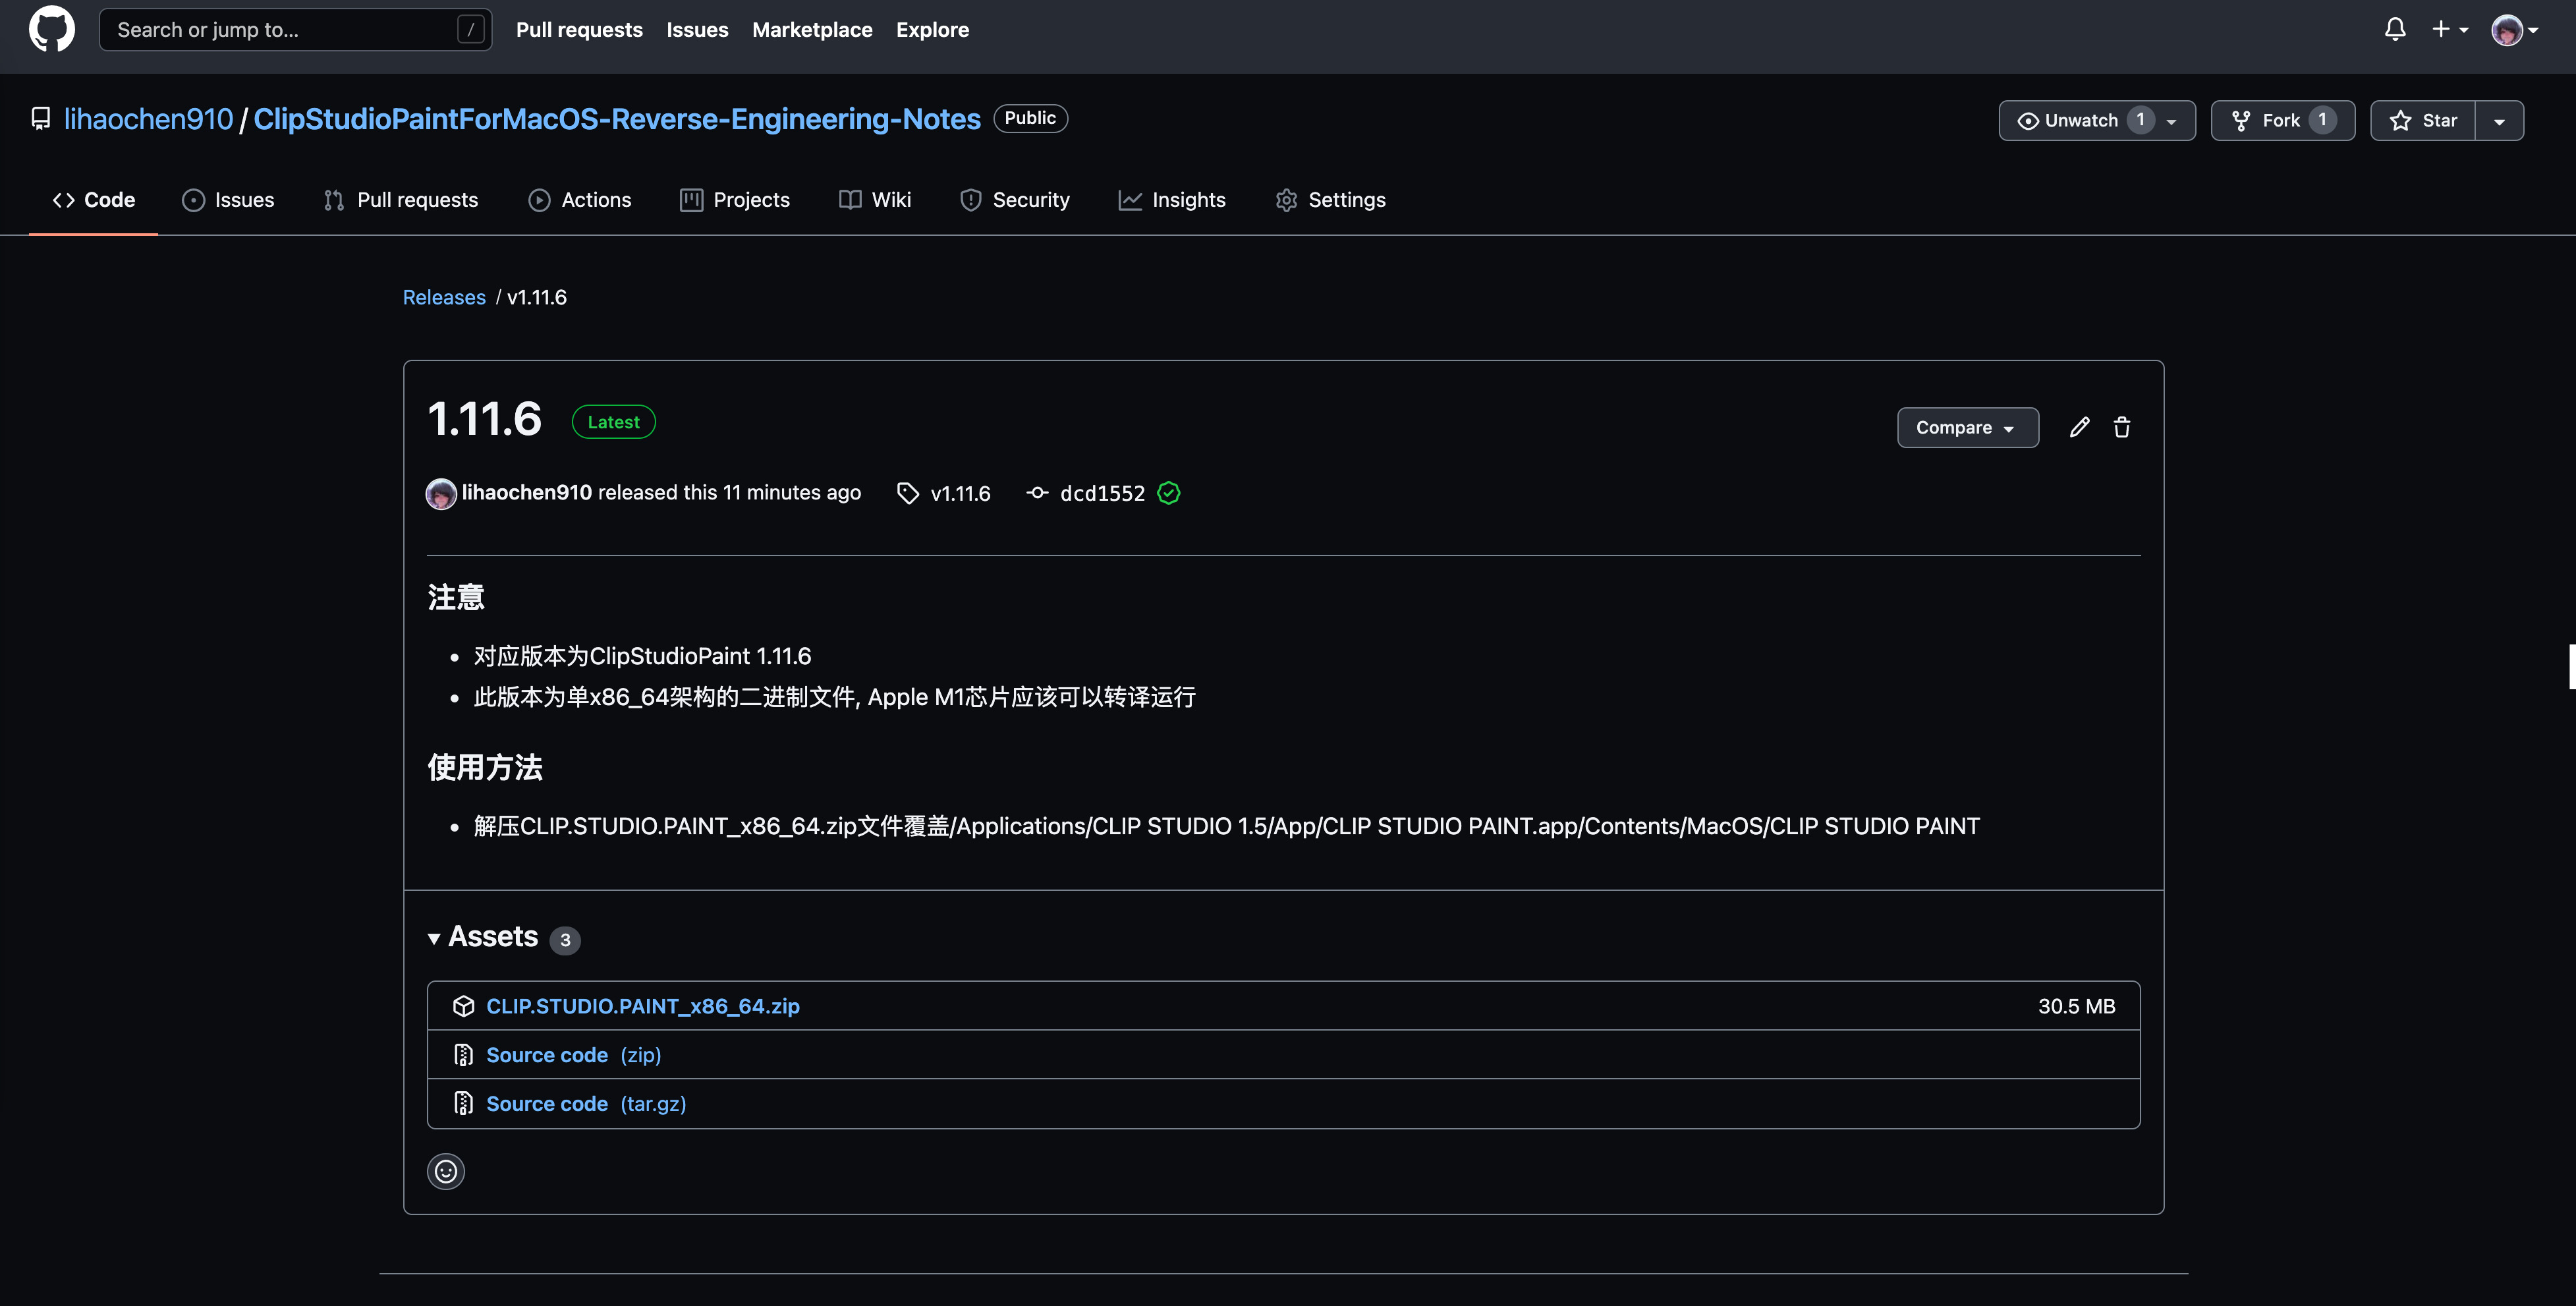 Search or jump to... /
Pull requests Issues Marketplace Explore
lihaochen910 / ClipStudioPaintForMacOS-Reverse-Engineering-Notes Public
Unwatch 1 Fork 1 Star
Code Issues Pull requests Actions Projects Wiki Security Insights Settings
Releases / v1.11.6
1.11.6 Latest
Compare
lihaochen910 released this 11 minutes ago v1.11.6 dcd1552
注意
对应版本为ClipStudioPaint 1.11.6
此版本为单x86_64架构的二进制文件, Apple M1芯片应该可以转译运行
使用方法
解压CLIP.STUDIO.PAINT_x86_64.zip文件覆盖/Applications/CLIP STUDIO 1.5/App/CLIP STUDIO PAINT.app/Contents/MacOS/CLIP STUDIO PAINT
Assets 3
CLIP.STUDIO.PAINT_x86_64.zip 30.5 MB
Source code (zip)
Source code (tar.gz)